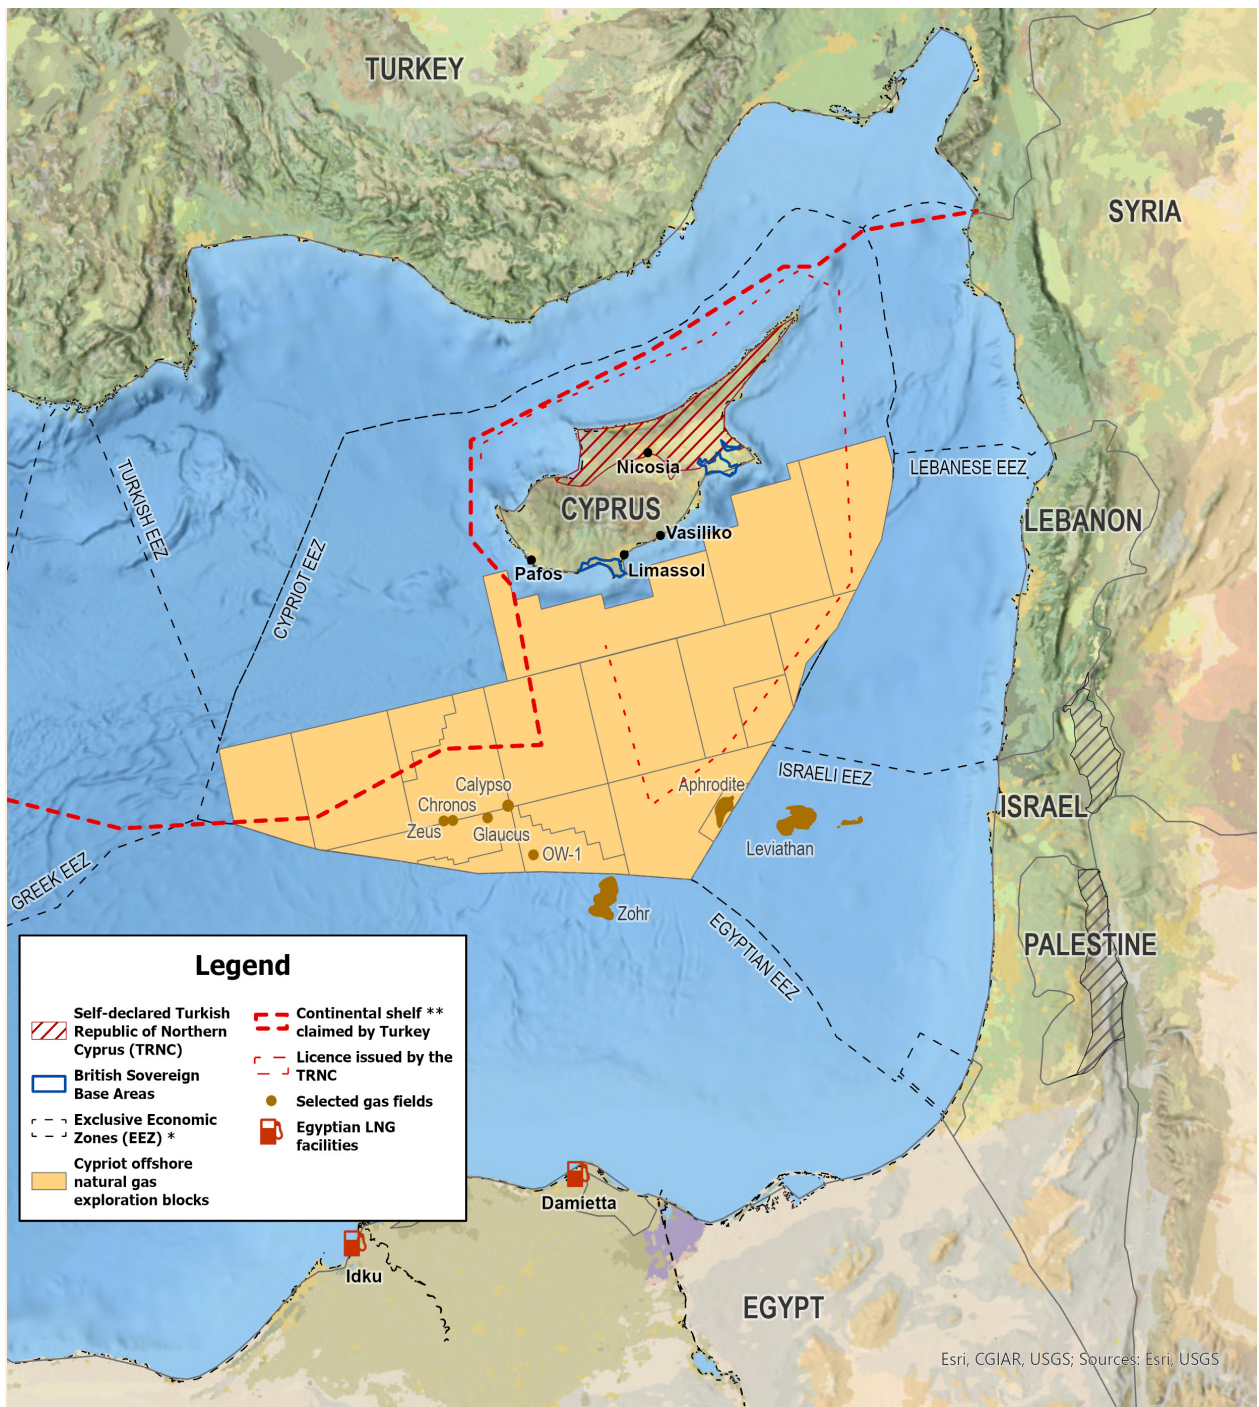 TURKEY
SYRIA
TURKISH EEZ
CYPRIOT EEZ
Nicosia
CYPRUS
Vasiliko
Pafos
Limassol
LEBANESE EEZ
LEBANON
ISRAELI EEZ
ISRAEL
Calypso
Chronos
Zeus
Glaucus
OW-1
Aphrodite
Leviathan
Zohr
GREEK EEZ
EGYPTIAN EEZ
PALESTINE
Legend
Self-declared Turkish
Republic of Northern
Cyprus (TRNC)
British Sovereign
Base Areas
Exclusive Economic
Zones (EEZ) *
Cypriot offshore
natural gas
exploration blocks
Continental shelf **
claimed by Turkey
Licence issued by the
TRNC
Selected gas fields
Egyptian LNG
facilities
Damietta
Idku
EGYPT
Esri, CGIAR, USGS; Sources: Esri, USGS